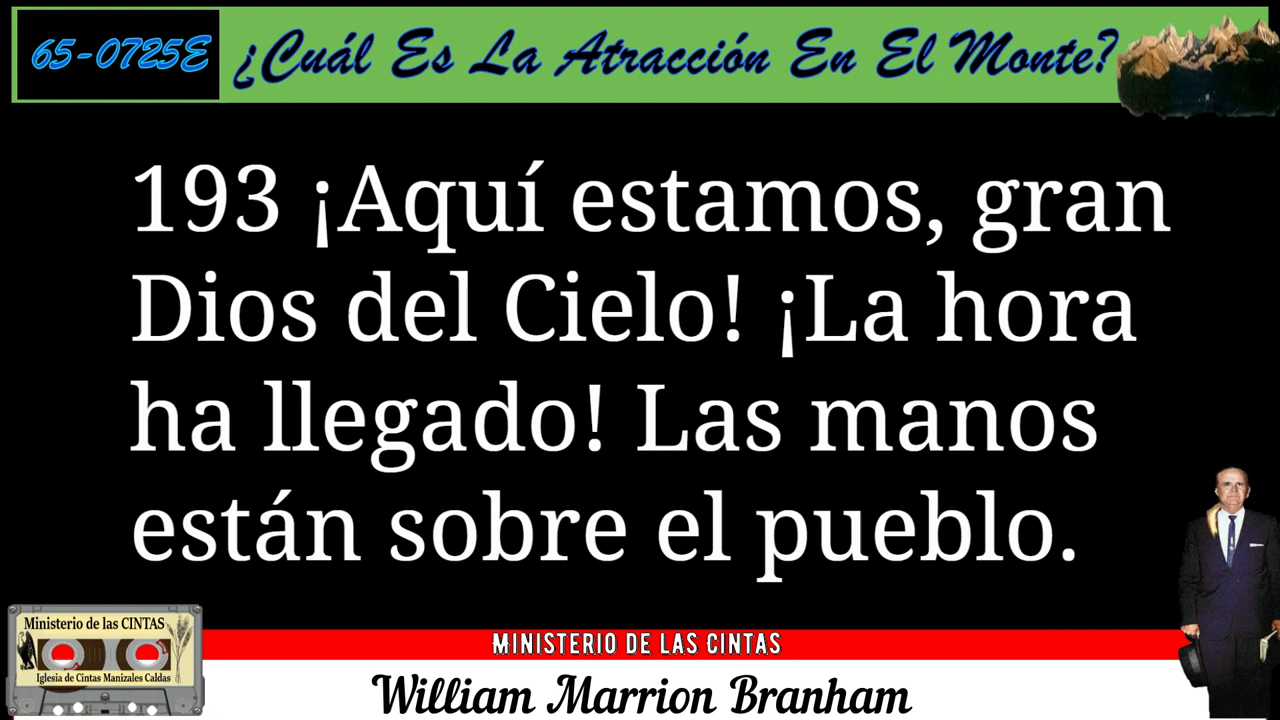 65-0725E ¿Cuál Es La Atracción En El Monte?
193 ¡Aquí estamos, gran
Dios del Cielo! ¡La hora
ha llegado! Las manos
están sobre el pueblo.
Ministerio de las CINTAS
Iglesia de Cintas Manizales Caldas
MINISTERIO DE LAS CINTAS
William Marrion Branham